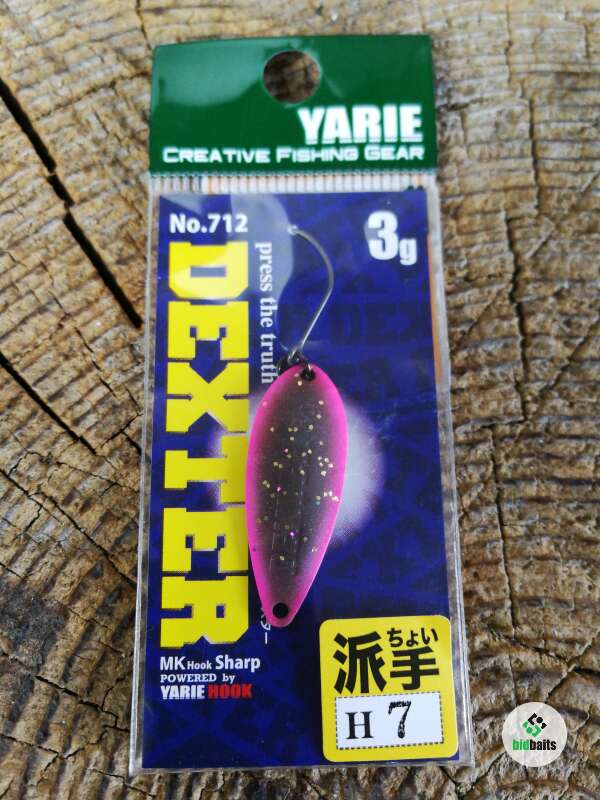 YARIE
CREATIVE FISHING GEAR
No.712
3g
DEXTER
press the truth
MK Hook Sharp
POWERED by
YARIE HOOK
ちょい
派手
H 7
bidbaits